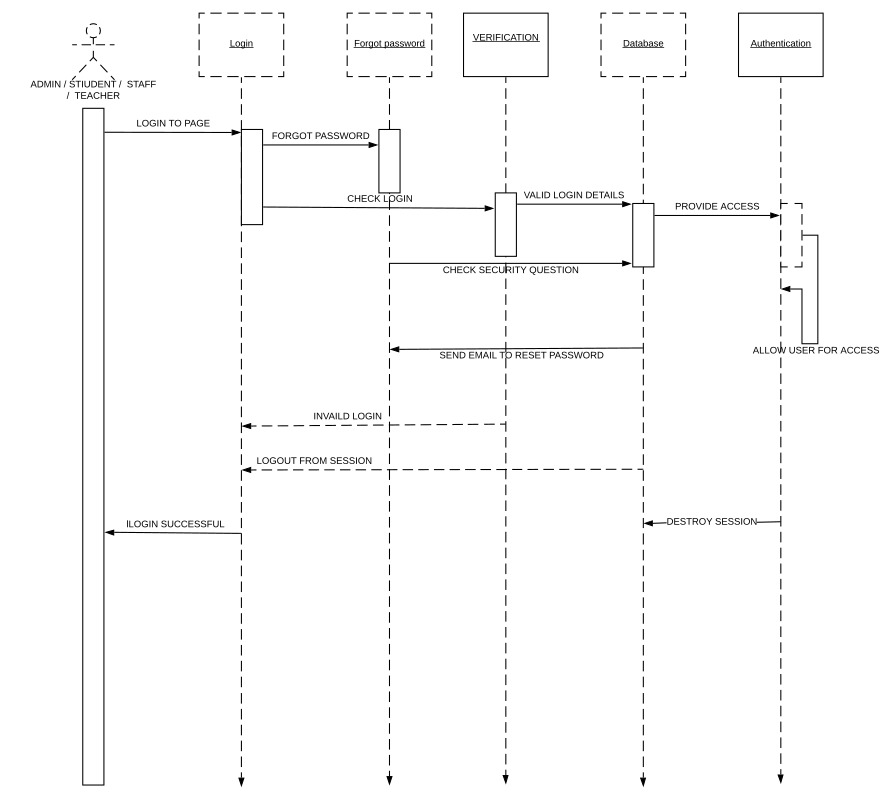 Login
Forgot password
VERIFICATION
Database
Authentication
ADMIN / STIUDENT / STAFF
/ TEACHER
LOGIN TO PAGE
FORGOT PASSWORD
CHECK LOGIN
VALID LOGIN DETAILS
PROVIDE ACCESS
CHECK SECURITY QUESTION
SEND EMAIL TO RESET PASSWORD
ALLOW USER FOR ACCESS
INVAILD LOGIN
LOGOUT FROM SESSION
lLOGIN SUCCESSFUL
DESTROY SESSION